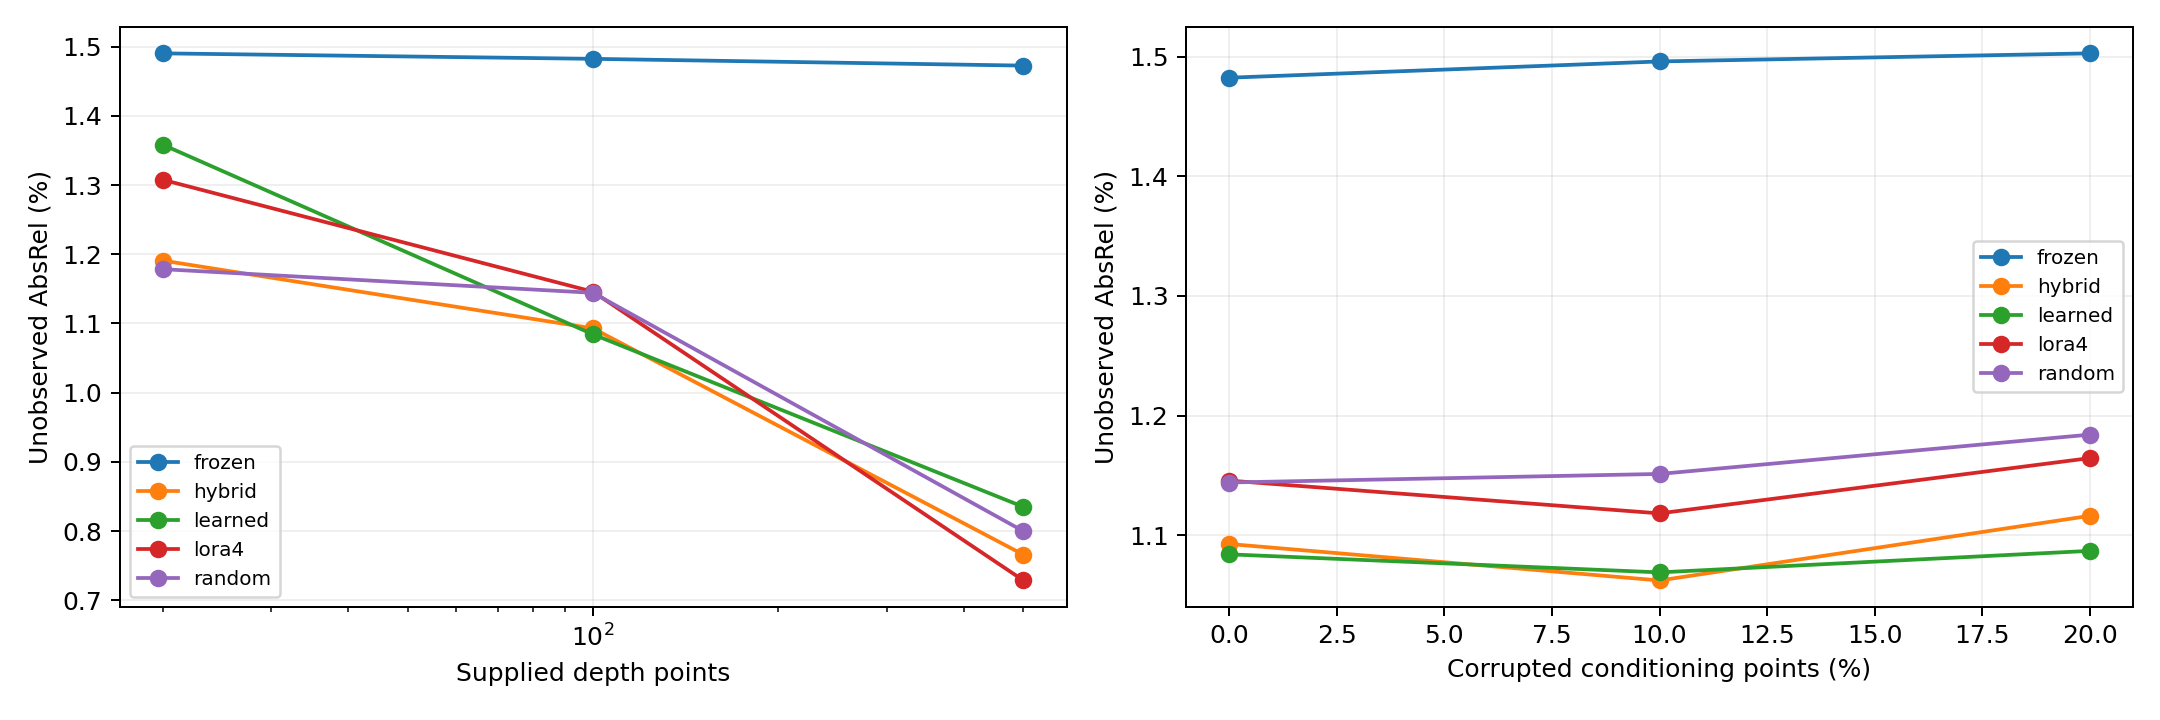 Unobserved AbsRel (%)
1.5
1.4
1.3
1.2
1.1
1.0
0.9
0.8
0.7
frozen
hybrid
learned
lora4
random
10²
Supplied depth points
Unobserved AbsRel (%)
1.5
1.4
1.3
1.2
1.1
frozen
hybrid
learned
lora4
random
0.0 2.5 5.0 7.5 10.0 12.5 15.0 17.5 20.0
Corrupted conditioning points (%)